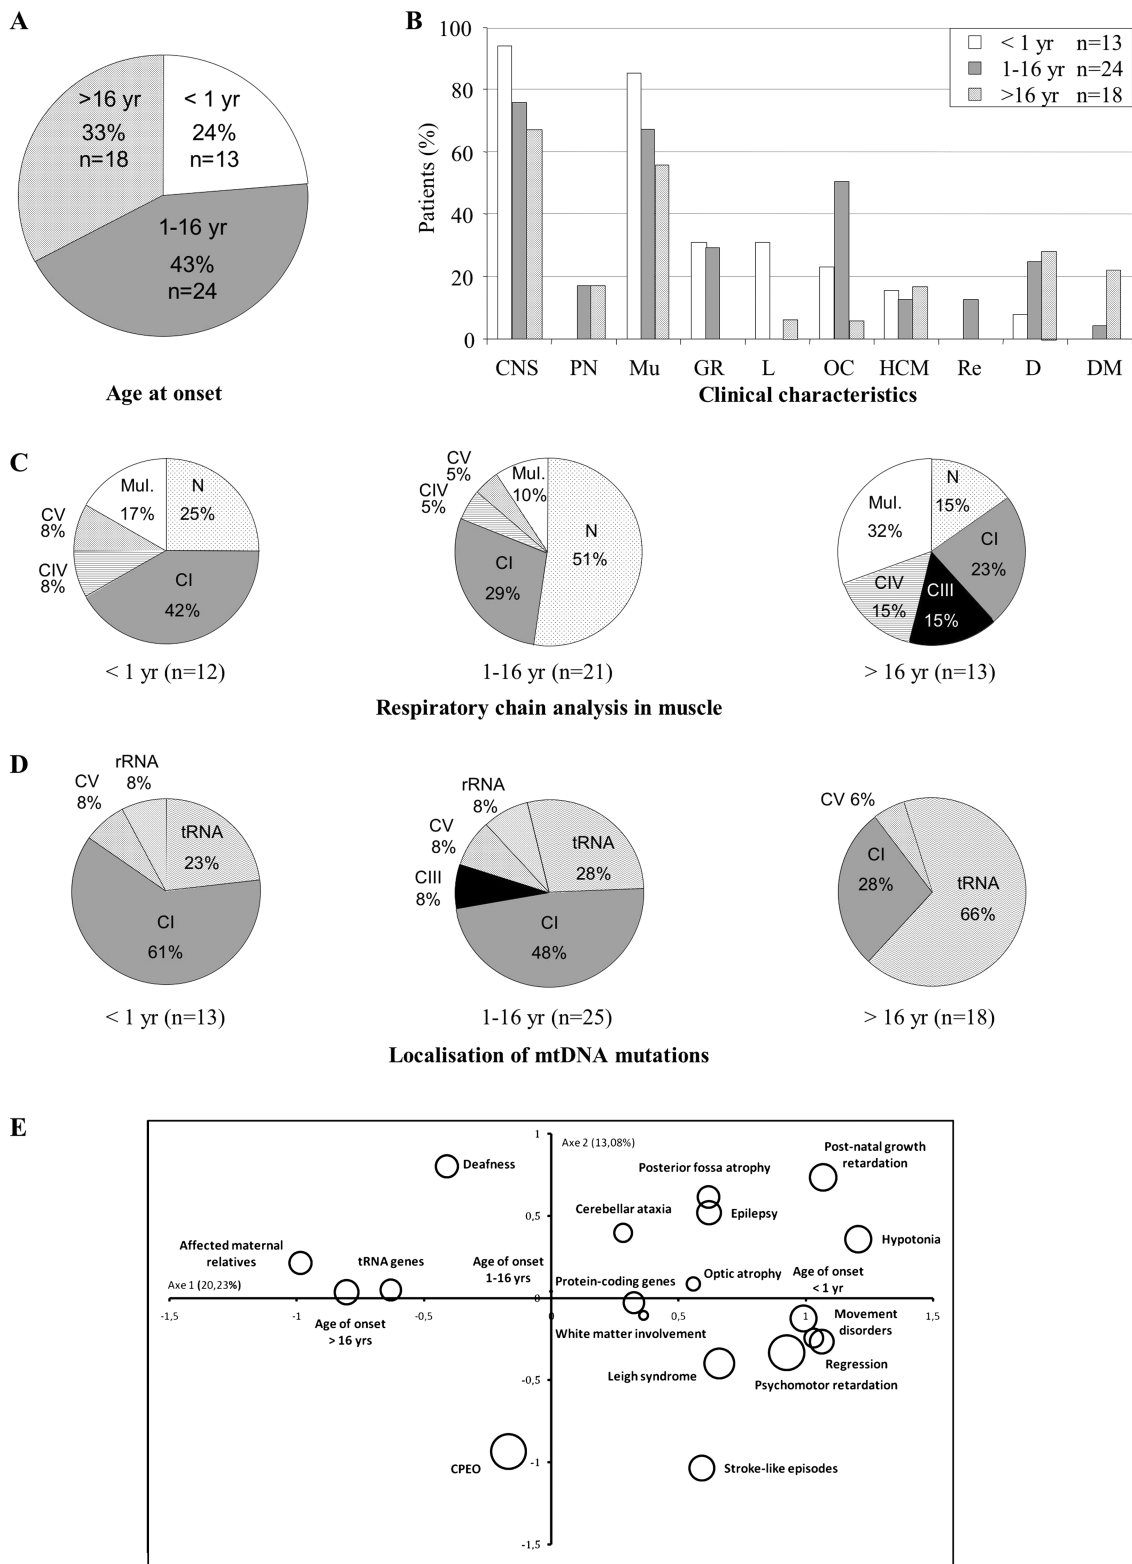 A
>16 yr
33%
n=18
< 1 yr
24%
n=13
1-16 yr
43%
n=24
Age at onset
B
100
80
60
40
20
0
Patients (%)
< 1 yr n=13
1-16 yr n=24
>16 yr n=18
CNS PN Mu GR L OC HCM Re D DM
Clinical characteristics
C
Mul.
17%
N
25%
CV
8%
CIV
8%
CI
42%
< 1 yr (n=12)
CV
5%
Mul.
10%
CIV
5%
N
51%
CI
29%
1-16 yr (n=21)
N
15%
Mul.
32%
CI
23%
CIV
15%
CIII
15%
> 16 yr (n=13)
Respiratory chain analysis in muscle
D
rRNA
8%
CV
8%
tRNA
23%
CI
61%
< 1 yr (n=13)
rRNA
8%
CV
8%
CIII
8%
tRNA
28%
CI
48%
1-16 yr (n=25)
CV 6%
CI
28%
tRNA
66%
> 16 yr (n=18)
Localisation of mtDNA mutations
E
1
Axe 2 (13,08%)
Post-natal growth
retardation
Posterior fossa atrophy
Deafness
0,5
Cerebellar ataxia
Epilepsy
Hypotonia
Affected maternal
relatives
tRNA genes
Age of onset
1-16 yrs
Optic atrophy
Age of onset
< 1 yr
Protein-coding genes
Axe 1 (20,23%)
0
-1,5 -1 -0,5 0 0,5 1 1,5
Age of onset
> 16 yrs
Movement
disorders
White matter involvement
Regression
Leigh syndrome
Psychomotor retardation
-0,5
CPEO
-1
Stroke-like episodes
-1,5